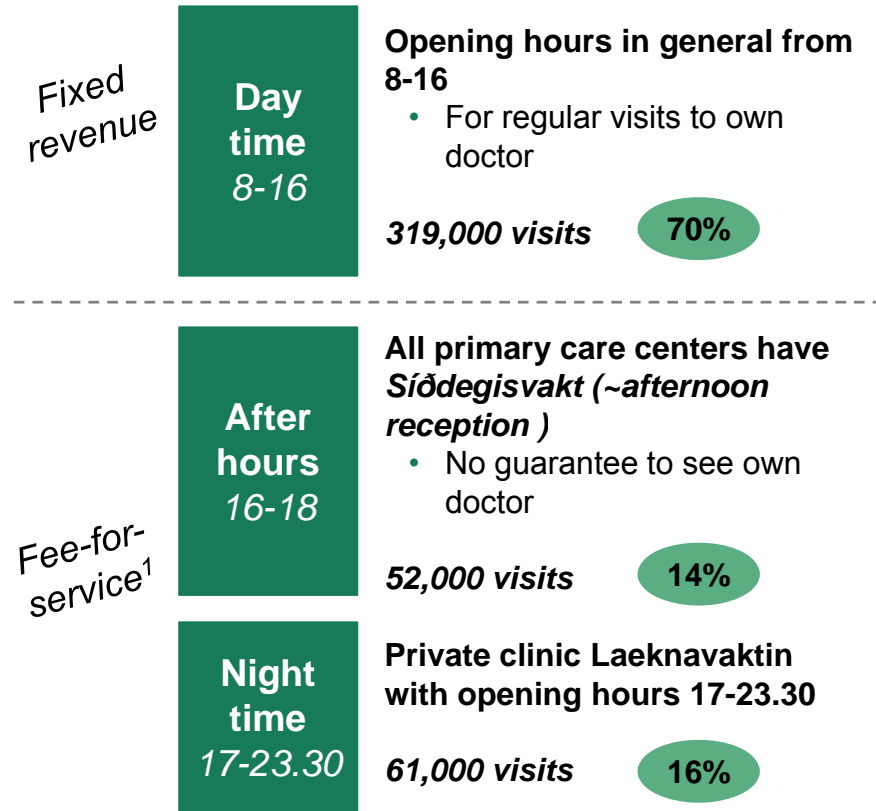 Fixed
revenue
Day
time
8-16
Opening hours in general from
8-16
• For regular visits to own
doctor
319,000 visits
70%
Fee-for-
service¹
After
hours
16-18
All primary care centers have
Síðdegisvakt (~afternoon
reception )
• No guarantee to see own
doctor
52,000 visits
14%
Night
time
17-23.30
Private clinic Laeknavaktin
with opening hours 17-23.30
61,000 visits
16%